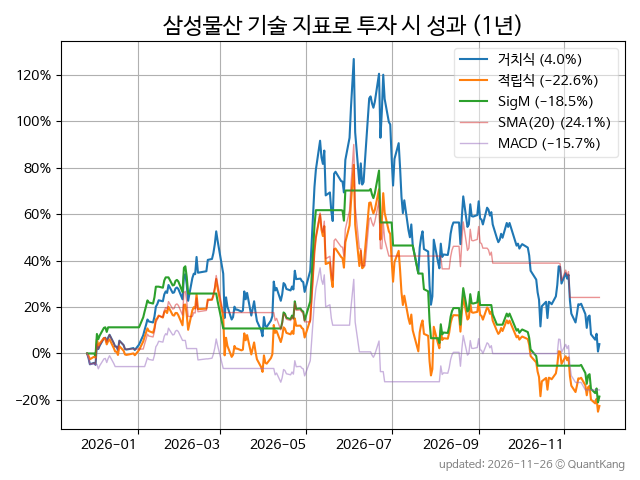 삼성물산 기술 지표로 투자 시 성과 (1년)
거치식 (4.0%)
적립식 (−22.6%)
SigM (−18.5%)
SMA(20) (24.1%)
MACD (−15.7%)
120%
100%
80%
60%
40%
20%
0%
−20%
2026-01 2026-03 2026-05 2026-07 2026-09 2026-11
updated: 2026-11-26 © QuantKang